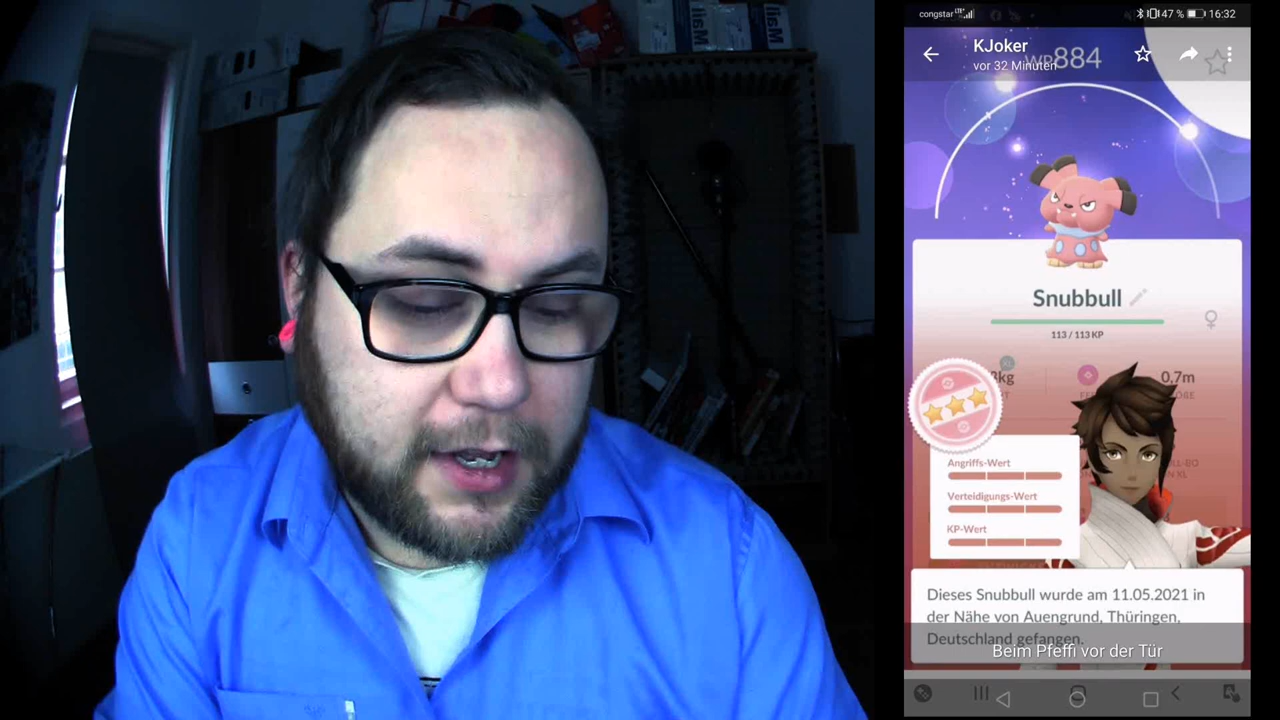 congstar
47 %
16:32
KJoker
vor 32 Minuten
WP884
Snubbull
113 / 113 KP
kg
0.7m
Angriffs-Wert
Verteidigungs-Wert
KP-Wert
Dieses Snubbull wurde am 11.05.2021 in
der Nähe von Auengrund, Thüringen,
Deutschland gefangen.
Beim Pfeffi vor der Tür